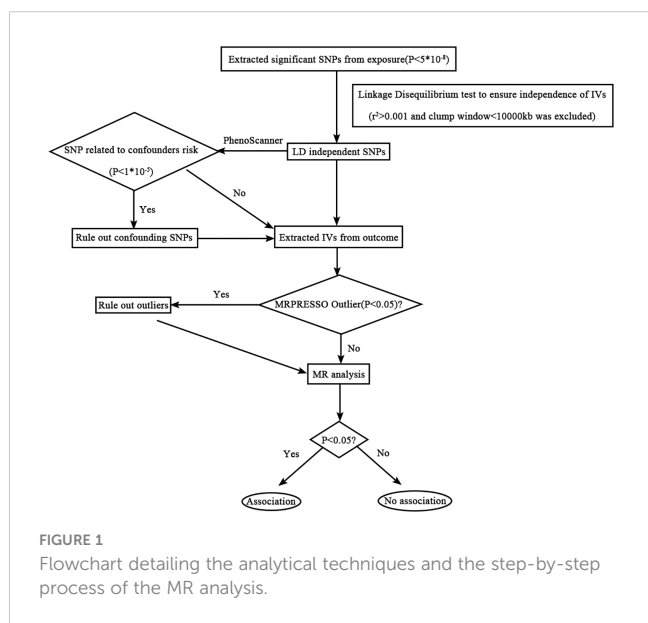 Extracted significant SNPs from exposure(P<5*10⁻⁸)
Linkage Disequilibrium test to ensure independence of IVs
(r²>0.001 and clump window<10000kb was excluded)
PhenoScanner
SNP related to confounders risk
(P<1*10⁻⁵)
LD independent SNPs
No
Yes
Rule out confounding SNPs
Extracted IVs from outcome
Yes
Rule out outliers
MRPRESSO Outlier(P<0.05)?
No
MR analysis
P<0.05?
Yes
No
Association
No association
FIGURE 1
Flowchart detailing the analytical techniques and the step-by-step
process of the MR analysis.